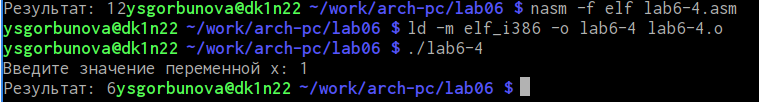 Результат: 12ysgorbunova@dk1n22 ~/work/arch-pc/lab06 $ nasm -f elf lab6-4.asm
ysgorbunova@dk1n22 ~/work/arch-pc/lab06 $ ld -m elf_i386 -o lab6-4 lab6-4.o
ysgorbunova@dk1n22 ~/work/arch-pc/lab06 $ ./lab6-4
Введите значение переменной x: 1
Результат: 6ysgorbunova@dk1n22 ~/work/arch-pc/lab06 $